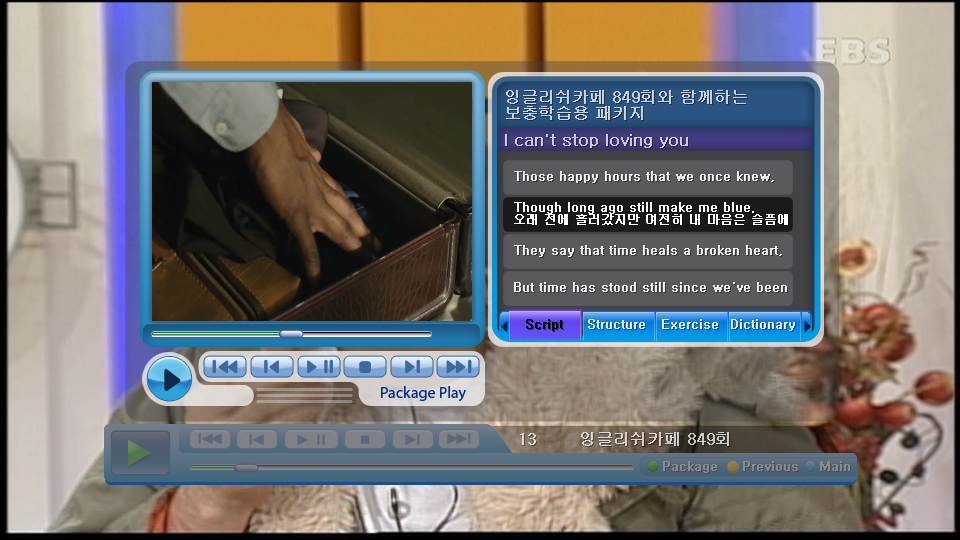 EBS
잉글리쉬카페 849회와 함께하는
보충학습용 패키지
I can't stop loving you
Those happy hours that we once knew,
Though long ago still make me blue,
오래 전에 흘러갔지만 여전히 내 마음은 슬픔에
They say that time heals a broken heart,
But time has stood still since we've been
Script Structure Exercise Dictionary
Package Play
13 잉글리쉬카페 849회
Package Previous Main